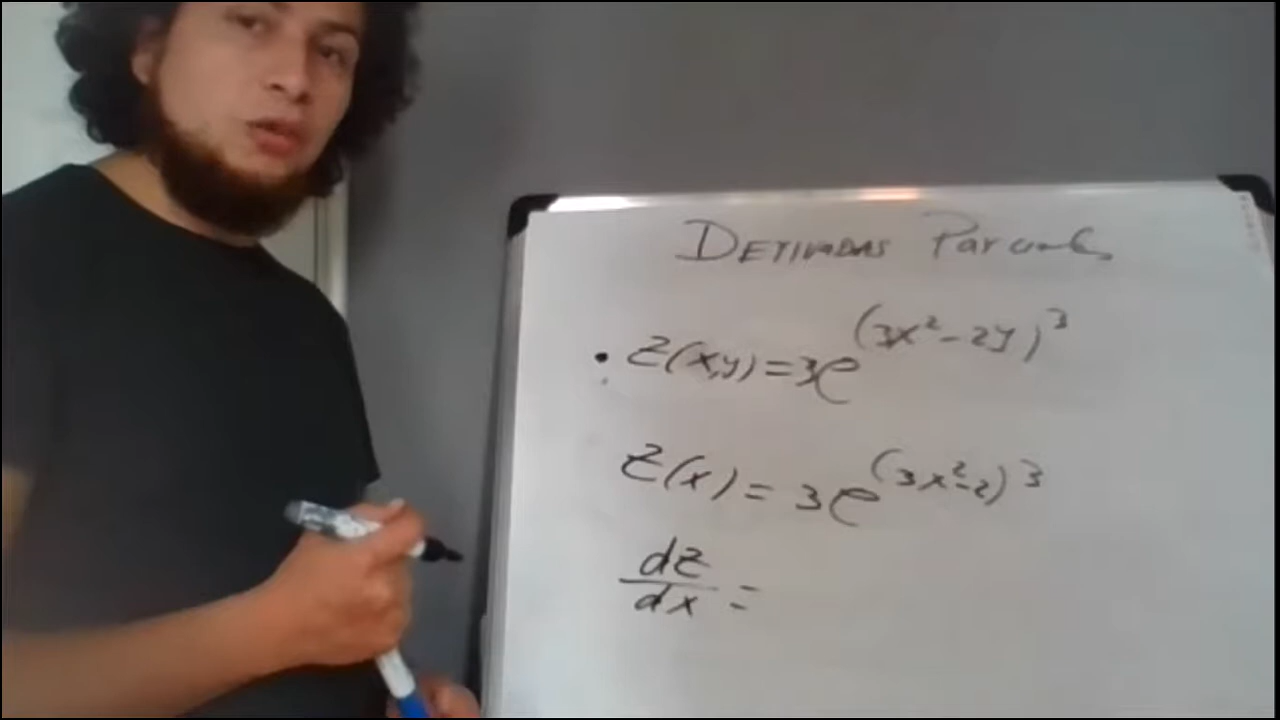 DERIVADAS Parciales
• Z(x,y)=3e^(3x²-2y)³
Z(x)=3e^(3x²-2)³
dz/dx =